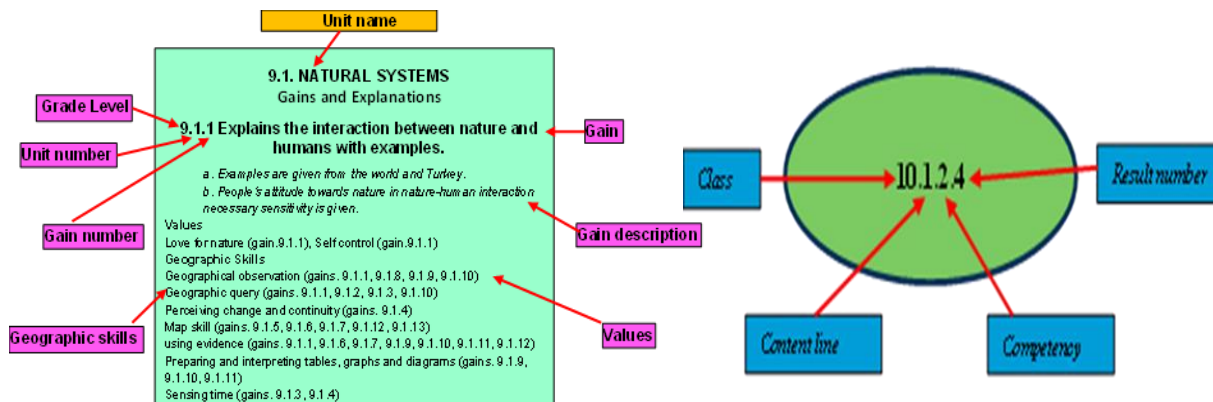 Unit name
9.1. NATURAL SYSTEMS
Gains and Explanations
Grade Level
9.1.1 Explains the interaction between nature and
humans with examples.
Gain
Unit number
a . Examples are given from the world and Turkey.
b . People's attitude towards nature in nature-human interaction
necessary sensitivity is given.
Gain number
Gain description
Values
Love for nature (gain.9.1.1), Self control (gain.9.1.1)
Geographic Skills
Geographical observation (gains. 9.1.1, 9.1.8, 9.1.9, 9.1.10)
Geographic query (gains. 9.1.1, 9.1.2, 9.1.3, 9.1.10)
Perceiving change and continuity (gains. 9.1.4)
Map skill (gains. 9.1.5, 9.1.6, 9.1.7, 9.1.12, 9.1.13)
using evidence (gains. 9.1.1, 9.1.6, 9.1.7, 9.1.9, 9.1.10, 9.1.11, 9.1.12)
Preparing and interpreting tables, graphs and diagrams (gains. 9.1.9,
9.1.10, 9.1.11)
Sensing time (gains. 9.1.3, 9.1.4)
Geographic skills
Values
Class
10.1.2.4
Result number
Content line
Competency